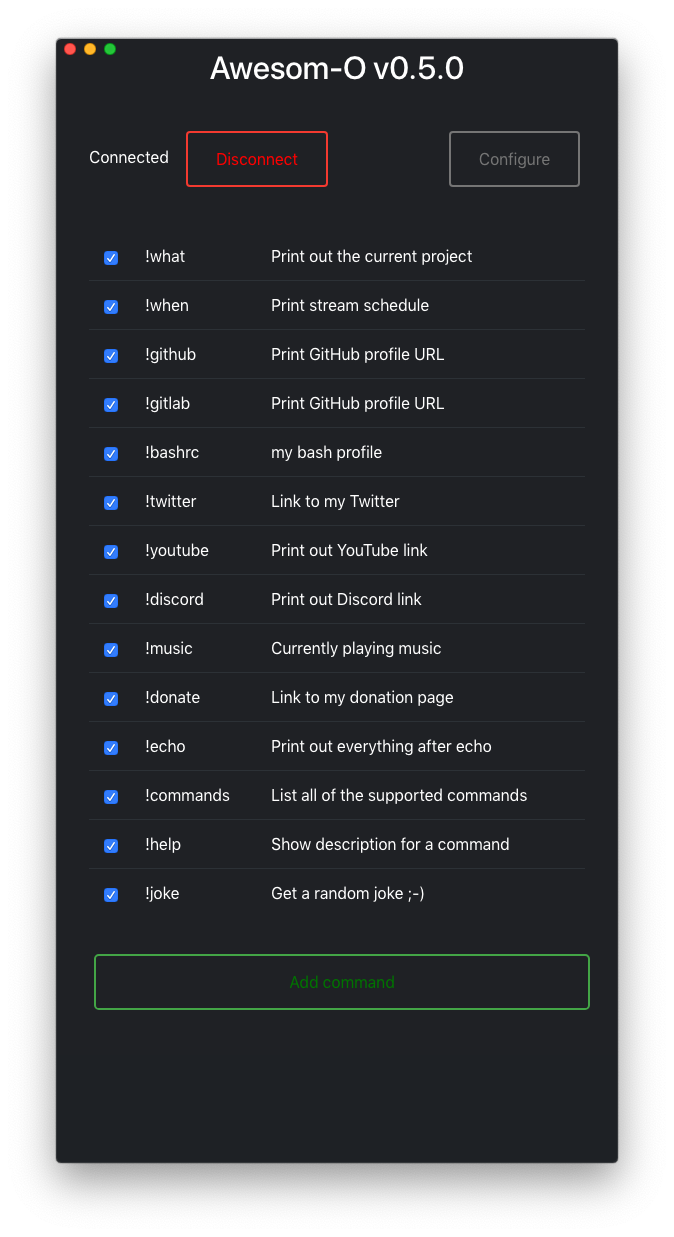 Awesom-O v0.5.0
Connected Disconnect Configure
!what Print out the current project
!when Print stream schedule
!github Print GitHub profile URL
!gitlab Print GitHub profile URL
!bashrc my bash profile
!twitter Link to my Twitter
!youtube Print out YouTube link
!discord Print out Discord link
!music Currently playing music
!donate Link to my donation page
!echo Print out everything after echo
!commands List all of the supported commands
!help Show description for a command
!joke Get a random joke ;-)
Add command